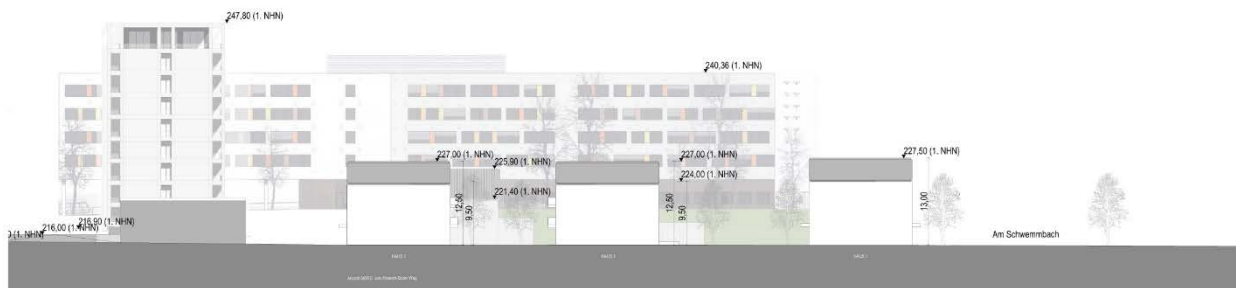 247,80 (1. NHN)
240,36 (1. NHN)
227,00 (1. NHN)
225,90 (1. NHN)
227,00 (1. NHN)
227,50 (1. NHN)
224,00 (1. NHN)
221,40 (1. NHN)
12,50
9,50
12,50
9,50
13,00
216,90 (1. NHN)
216,00 (1. NHN)
(1. NHN)
Am Schwemmbach